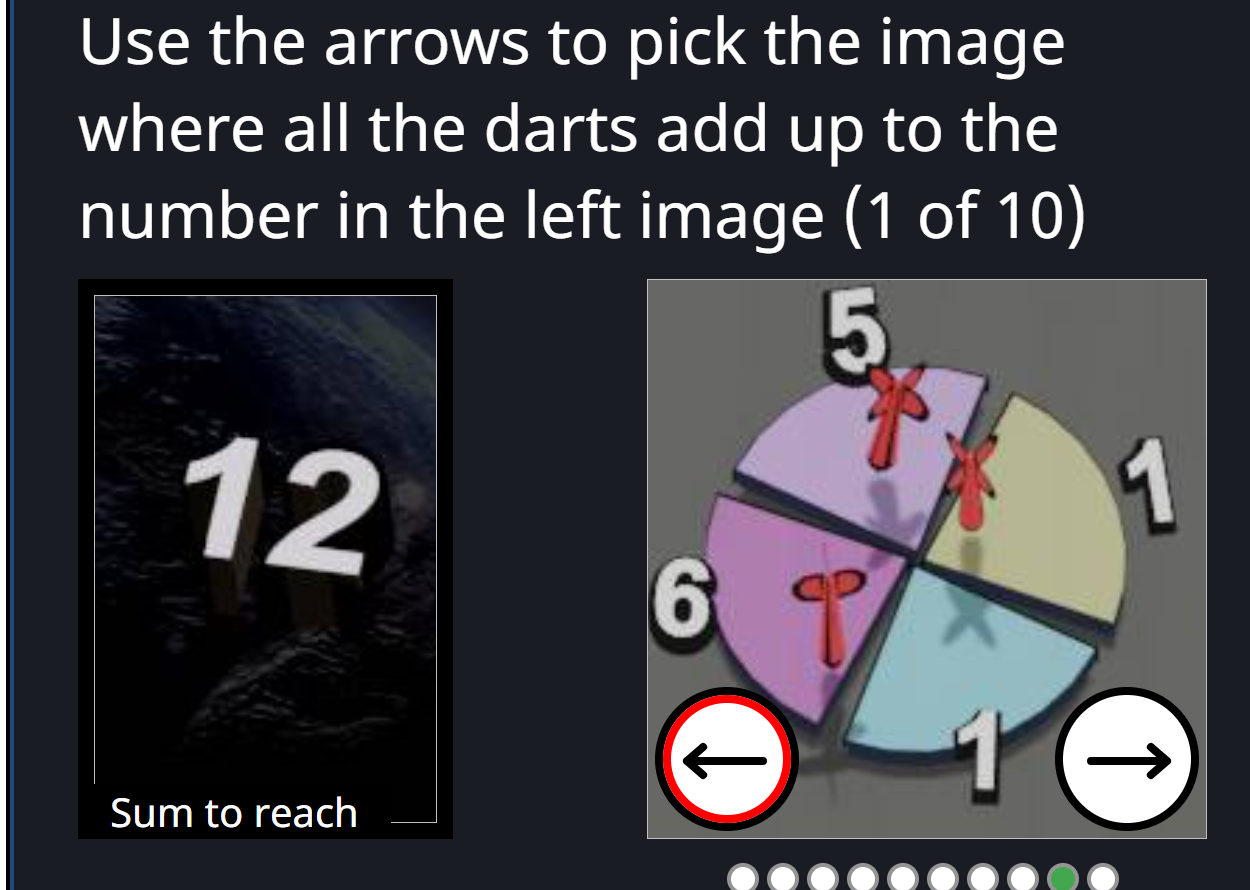 Use the arrows to pick the image
where all the darts add up to the
number in the left image (1 of 10)
12
Sum to reach
5
1
6
1